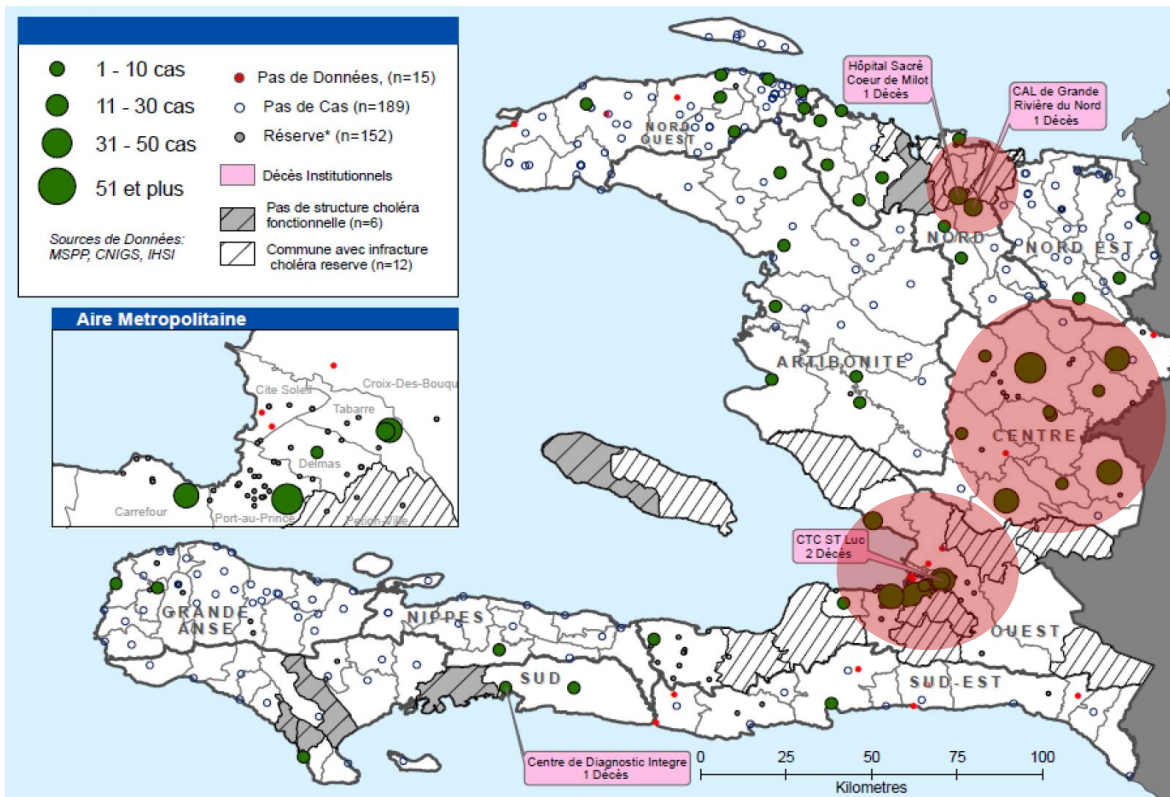 1 - 10 cas
11 - 30 cas
31 - 50 cas
51 et plus
Sources de Données:
MSPP, CNIGS, IHSI
Pas de Données, (n=15)
Pas de Cas (n=189)
Réserve* (n=152)
Décès Institutionnels
Pas de structure choléra
fonctionnelle (n=6)
Commune avec infracture
choléra reserve (n=12)
Hôpital Sacré
Coeur de Milot
1 Décès
CAL de Grande
Rivière du Nord
1 Décès
NORD
OUEST
NORD
NORD EST
ARTIBONITE
CENTRE
Aire Metropolitaine
Cite Soleil
Croix-Des-Bouqu
Tabarre
Delmas
Carrefour
Port-au-Prince
Petion-Ville
CTC ST Luc
2 Décès
GRANDE
ANSE
NIPPES
OUEST
SUD
SUD-EST
Centre de Diagnostic Integre
1 Décès
0 25 50 75 100
Kilometres